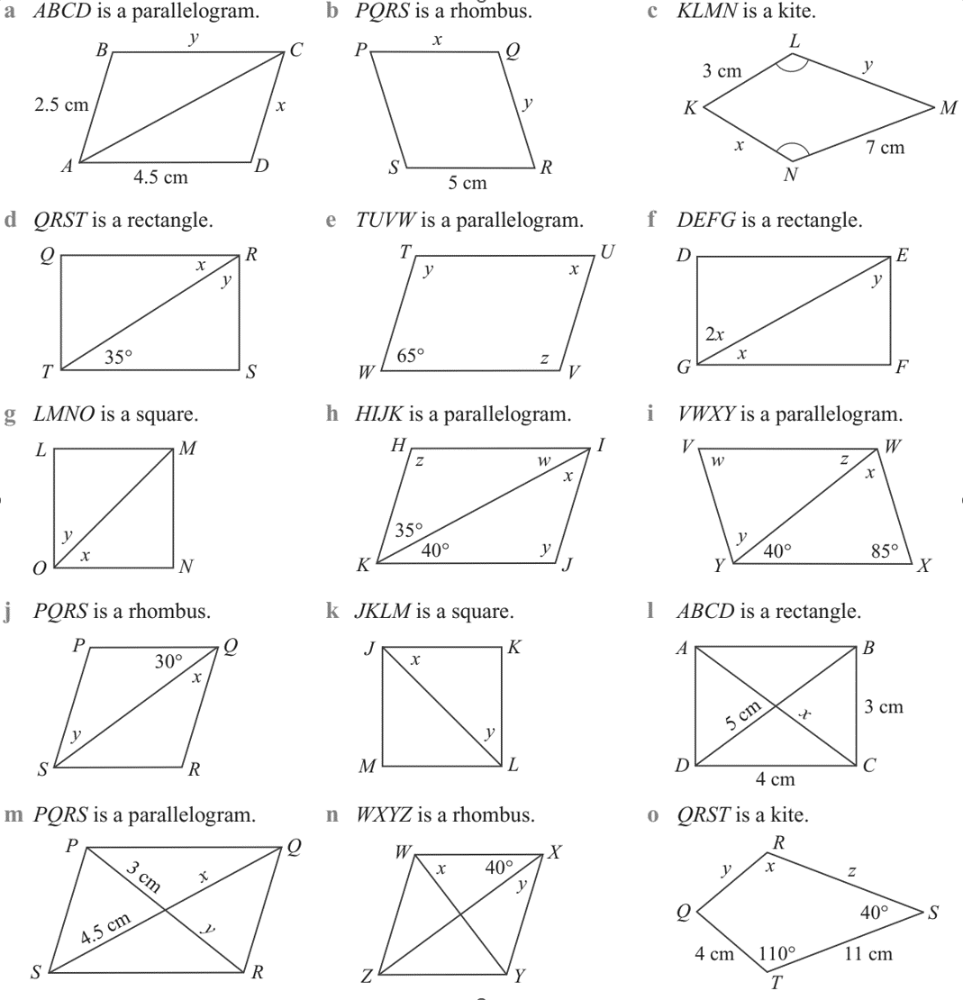 a ABCD is a parallelogram. b PQRS is a rhombus. c KLMN is a kite.
B y C
2.5 cm x
A 4.5 cm D
P x Q
y
S 5 cm R
L
3 cm y
K M
x 7 cm
N
d QRST is a rectangle. e TUVW is a parallelogram. f DEFG is a rectangle.
Q R
x
y
35°
T S
T U
y x
65° z
W V
D E
y
2x
x
G F
g LMNO is a square. h HIJK is a parallelogram. i VWXY is a parallelogram.
L M
y
x
O N
H I
z w
x
35°
40° y
K J
V W
w z
x
y
40° 85°
Y X
j PQRS is a rhombus. k JKLM is a square. l ABCD is a rectangle.
P Q
30°
x
y
S R
J K
x
y
M L
A B
5 cm x 3 cm
D C
4 cm
m PQRS is a parallelogram. n WXYZ is a rhombus. o QRST is a kite.
P Q
3 cm x
4.5 cm y
S R
W X
x 40°
y
Z Y
R
y x z
Q 40° S
4 cm 110° 11 cm
T